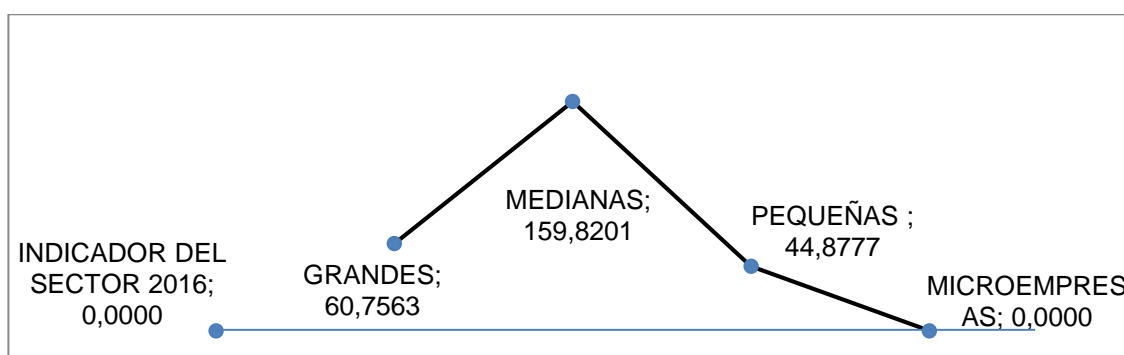 INDICADOR DEL
SECTOR 2016;
0,0000
GRANDES;
60,7563
MEDIANAS;
159,8201
PEQUEÑAS ;
44,8777
MICROEMPRES
AS; 0,0000